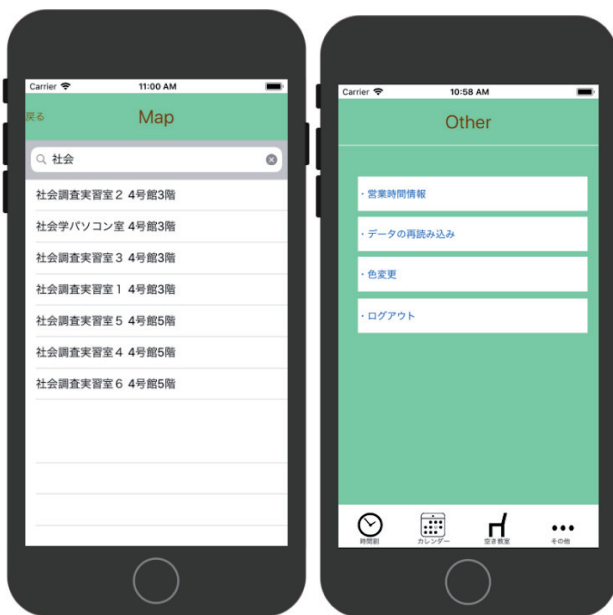 Carrier 11:00 AM
戻る Map
社会
社会調査実習室２ 4号館3階
社会学パソコン室 4号館3階
社会調査実習室３ 4号館3階
社会調査実習室１ 4号館3階
社会調査実習室５ 4号館5階
社会調査実習室４ 4号館5階
社会調査実習室６ 4号館5階
Carrier 10:58 AM
Other
・営業時間情報
・データの再読み込み
・色変更
・ログアウト
時間割 カレンダー 空き教室 その他